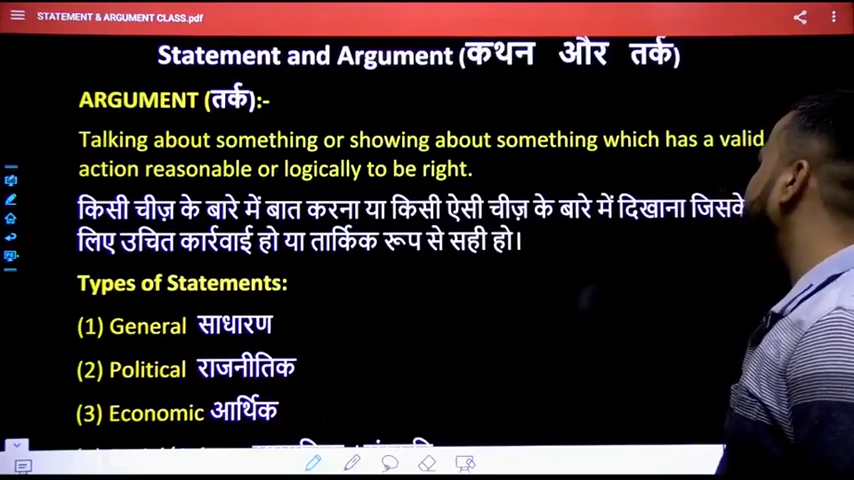 STATEMENT & ARGUMENT CLASS.pdf
Statement and Argument (कथन और तर्क)
ARGUMENT (तर्क):-
Talking about something or showing about something which has a valid
action reasonable or logically to be right.
किसी चीज़ के बारे में बात करना या किसी ऐसी चीज़ के बारे में दिखाना जिसके
लिए उचित कार्रवाई हो या तार्किक रूप से सही हो।
Types of Statements:
(1) General साधारण
(2) Political राजनीतिक
(3) Economic आर्थिक